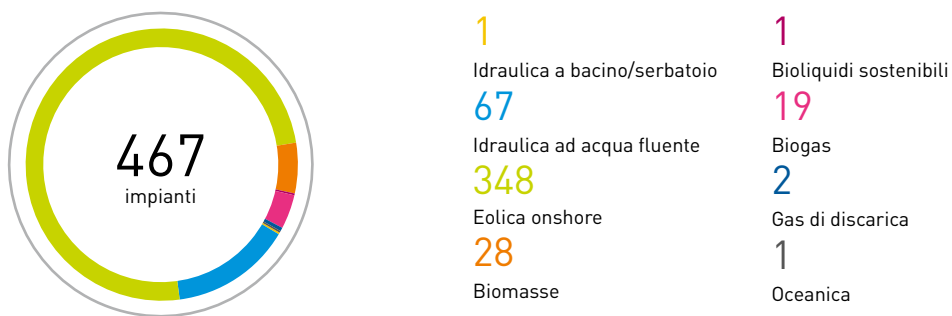 467
impianti
1
Idraulica a bacino/serbatoio
67
Idraulica ad acqua fluente
348
Eolica onshore
28
Biomasse
1
Bioliquidi sostenibili
19
Biogas
2
Gas di discarica
1
Oceanica